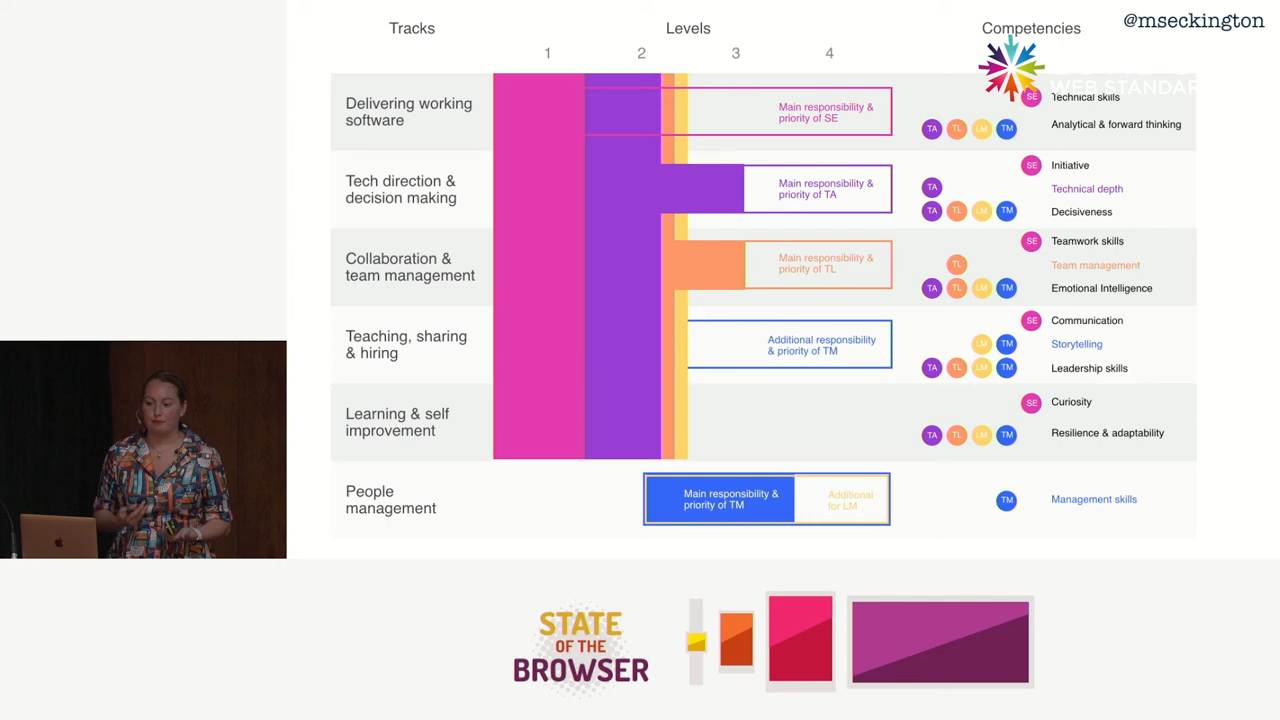 @mseckington
Tracks
Levels
Competencies
1
2
3
4
WEB STANDAR
Delivering working
software
Main responsibility &
priority of SE
SE
Technical skills
TA
TL
LM
TM
Analytical & forward thinking
Tech direction &
decision making
Main responsibility &
priority of TA
SE
Initiative
TA
Technical depth
TA
TL
LM
TM
Decisiveness
Collaboration &
team management
Main responsibility &
priority of TL
SE
Teamwork skills
TL
Team management
TA
TL
LM
TM
Emotional Intelligence
Teaching, sharing
& hiring
Additional responsibility
& priority of TM
SE
Communication
LM
TM
Storytelling
TA
TL
LM
TM
Leadership skills
Learning & self
improvement
SE
Curiosity
TA
TL
LM
TM
Resilience & adaptability
People
management
Main responsibility &
priority of TM
Additional
for LM
TM
Management skills
STATE
OF THE
BROWSER